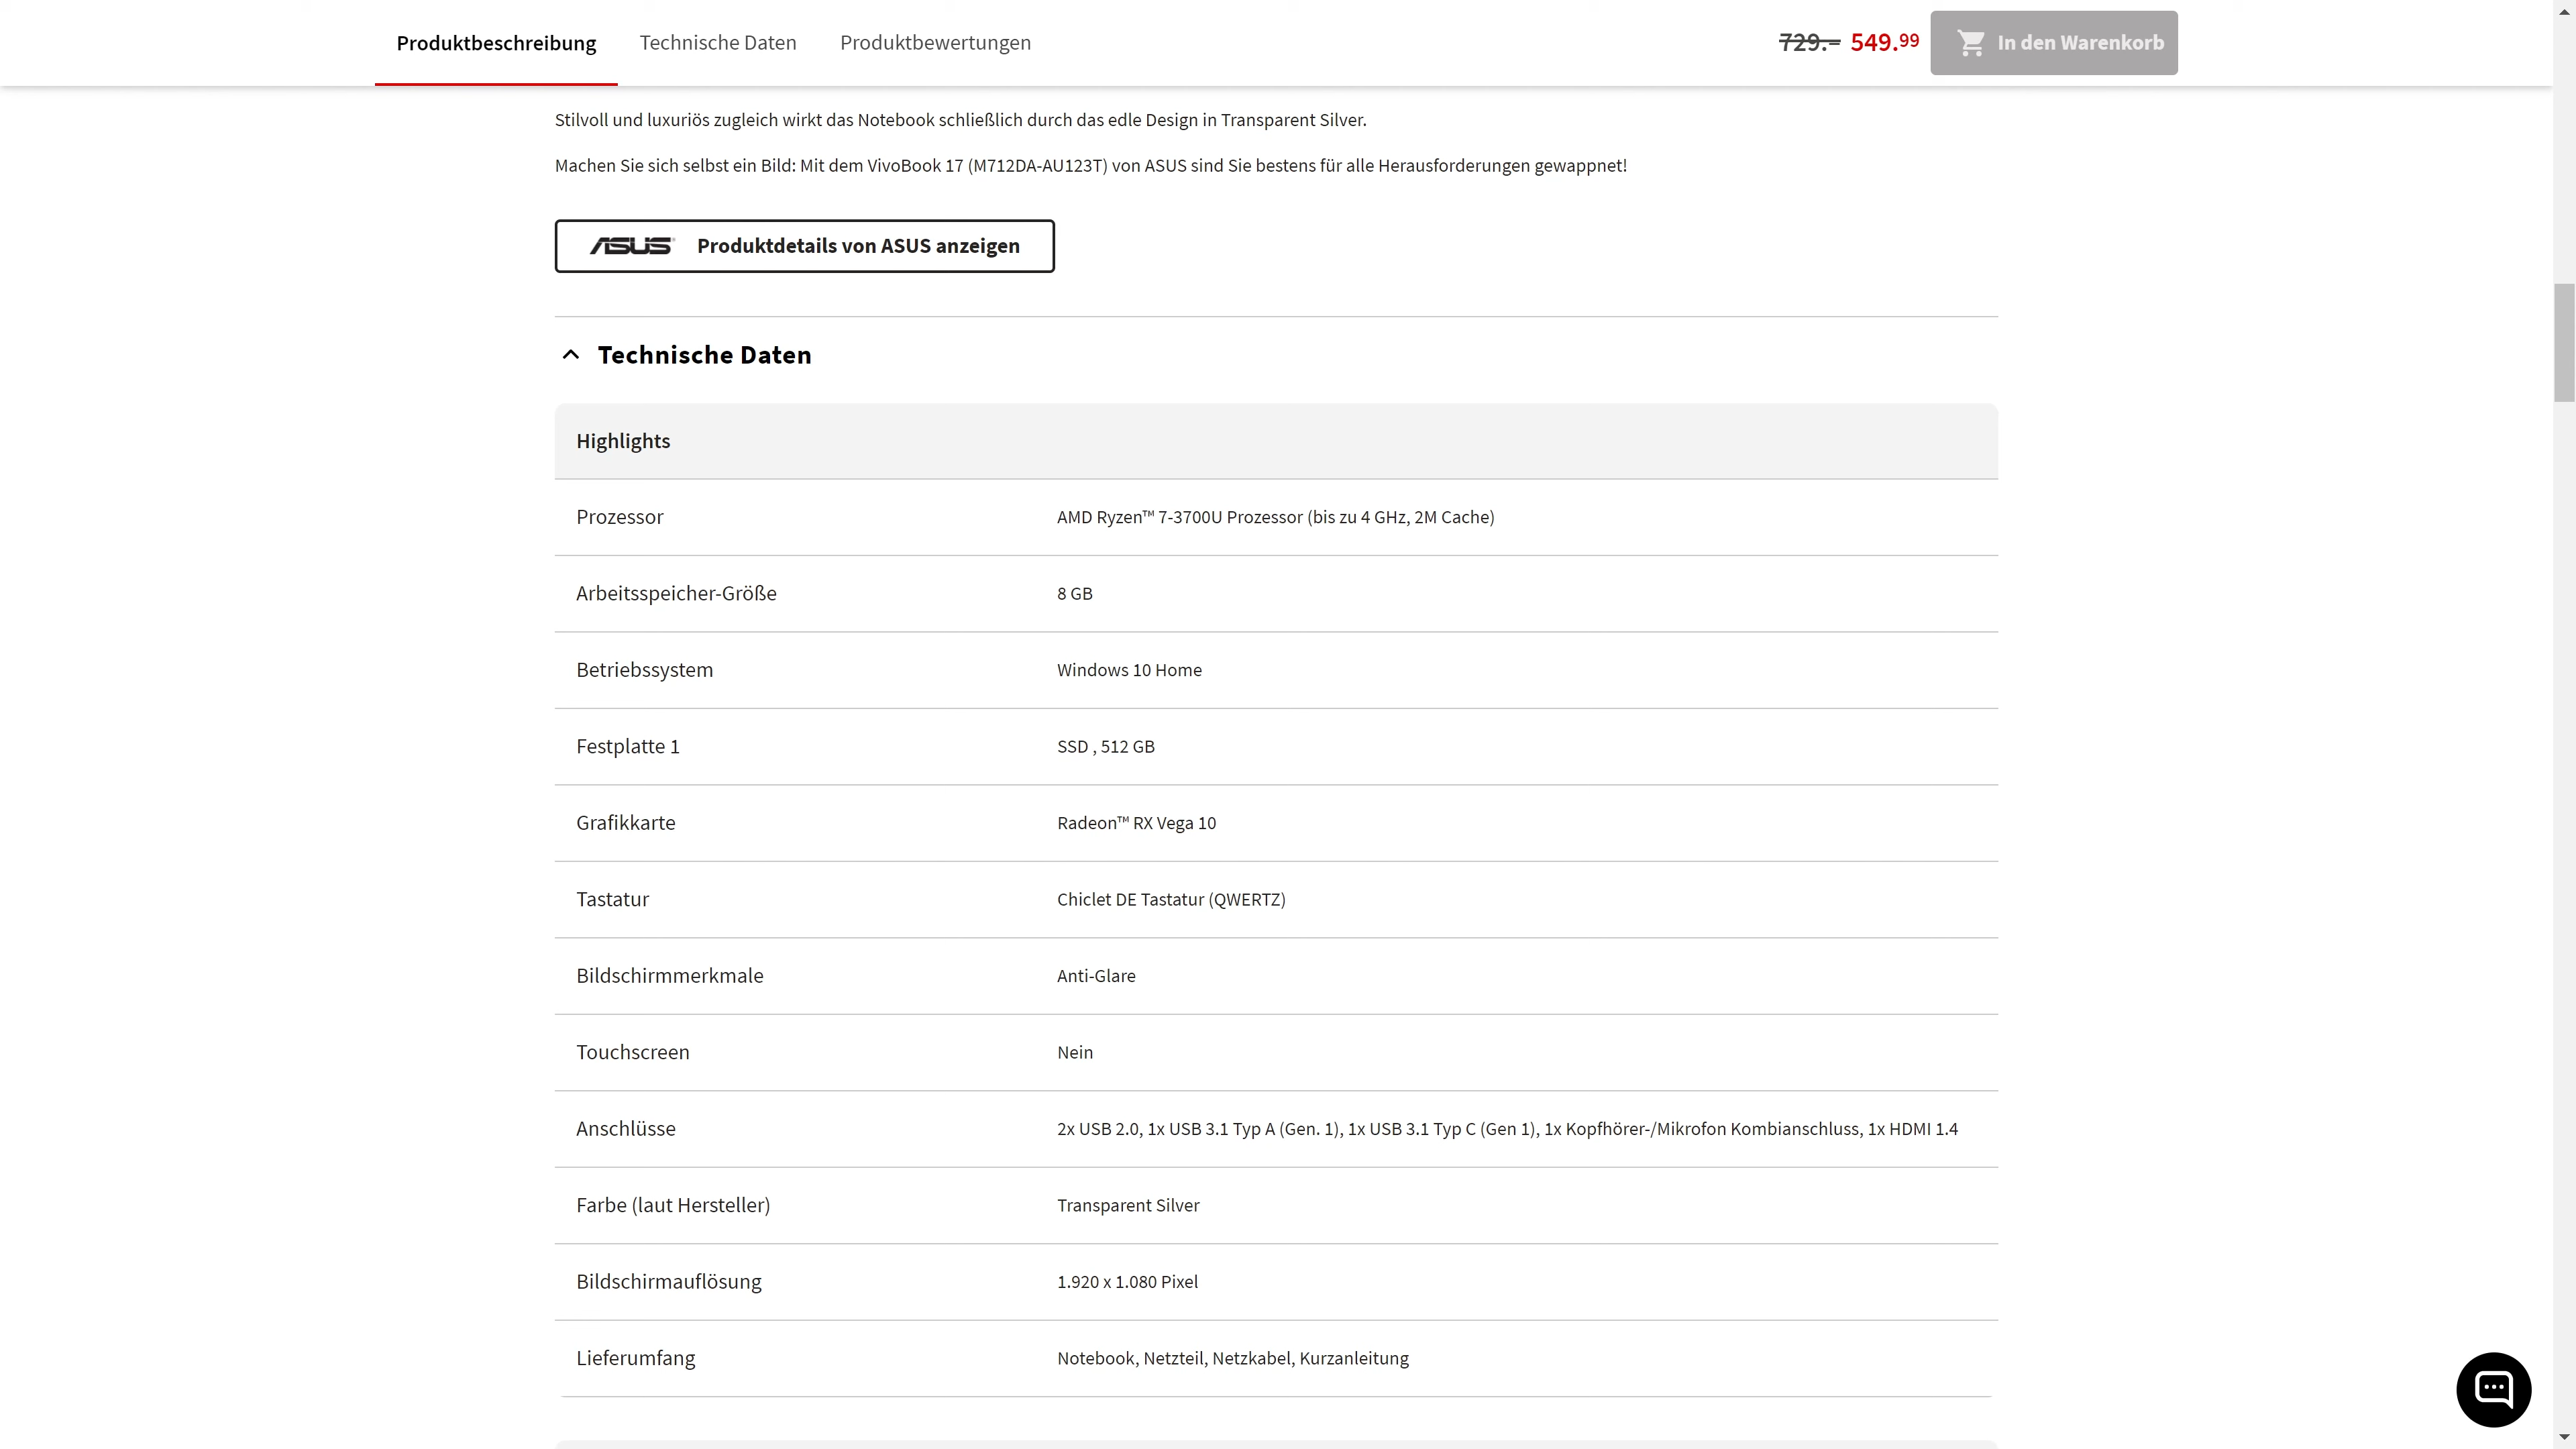 Produktbeschreibung Technische Daten Produktbewertungen 729.– 549.99 In den Warenkorb
Stilvoll und luxuriös zugleich wirkt das Notebook schließlich durch das edle Design in Transparent Silver.
Machen Sie sich selbst ein Bild: Mit dem VivoBook 17 (M712DA-AU123T) von ASUS sind Sie bestens für alle Herausforderungen gewappnet!
ASUS Produktdetails von ASUS anzeigen
Technische Daten
Highlights
Prozessor AMD Ryzen™ 7-3700U Prozessor (bis zu 4 GHz, 2M Cache)
Arbeitsspeicher-Größe 8 GB
Betriebssystem Windows 10 Home
Festplatte 1 SSD , 512 GB
Grafikkarte Radeon™ RX Vega 10
Tastatur Chiclet DE Tastatur (QWERTZ)
Bildschirmmerkmale Anti-Glare
Touchscreen Nein
Anschlüsse 2x USB 2.0, 1x USB 3.1 Typ A (Gen. 1), 1x USB 3.1 Typ C (Gen 1), 1x Kopfhörer-/Mikrofon Kombianschluss, 1x HDMI 1.4
Farbe (laut Hersteller) Transparent Silver
Bildschirmauflösung 1.920 x 1.080 Pixel
Lieferumfang Notebook, Netzteil, Netzkabel, Kurzanleitung